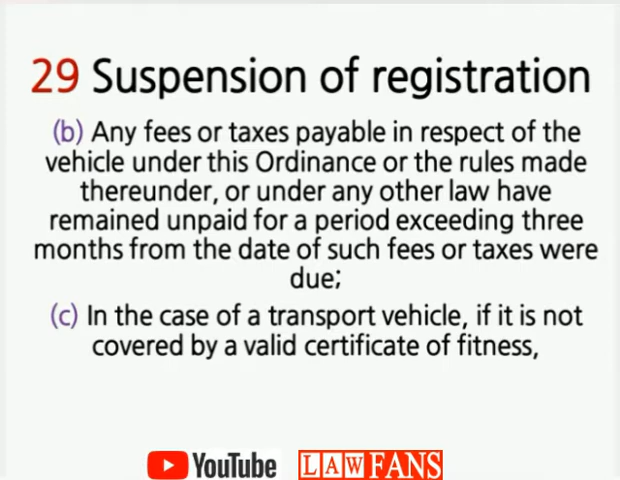 29 Suspension of registration
(b) Any fees or taxes payable in respect of the
vehicle under this Ordinance or the rules made
thereunder, or under any other law have
remained unpaid for a period exceeding three
months from the date of such fees or taxes were
due;
(c) In the case of a transport vehicle, if it is not
covered by a valid certificate of fitness,
YouTube LAWFANS